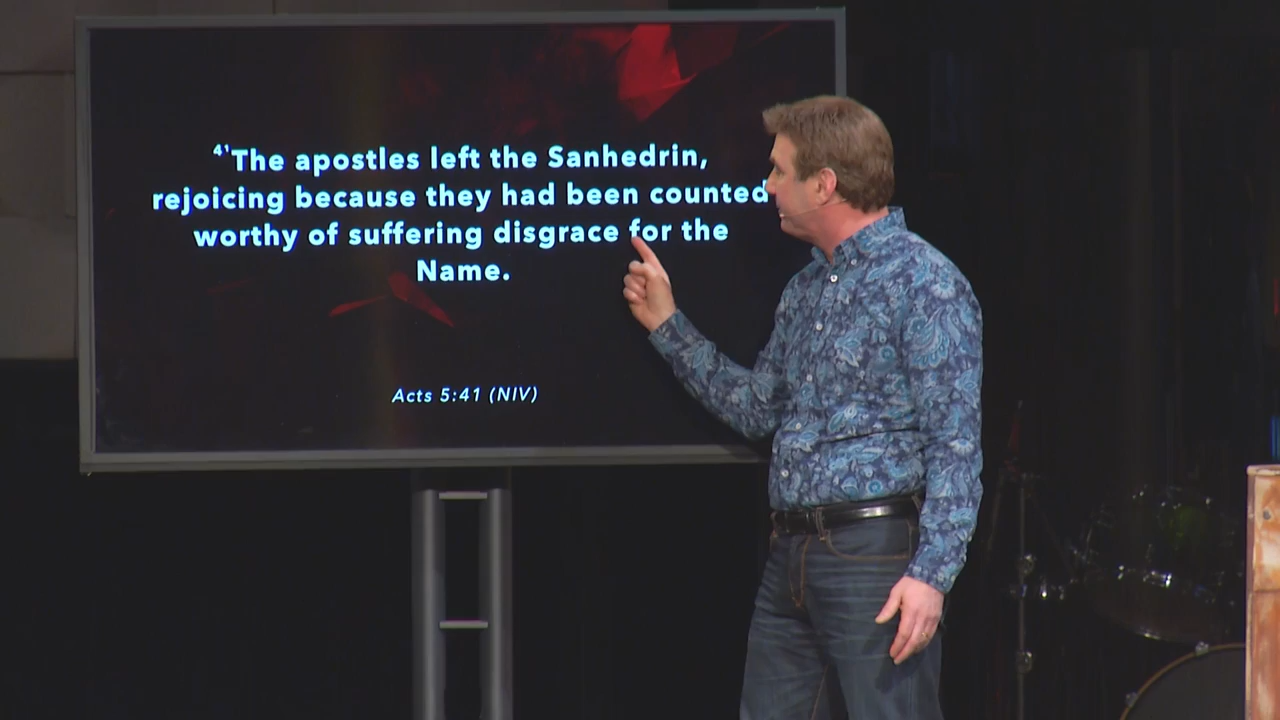 ⁴¹The apostles left the Sanhedrin,
rejoicing because they had been counted
worthy of suffering disgrace for the
Name.
Acts 5:41 (NIV)